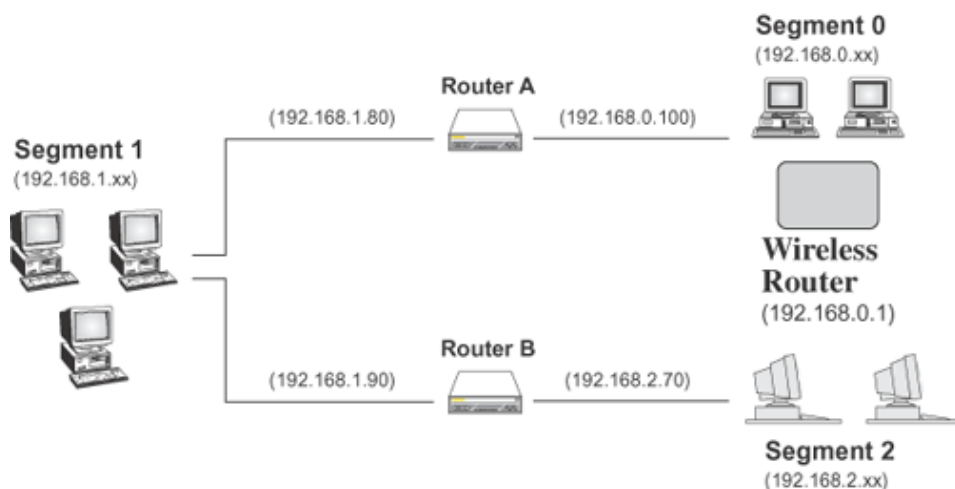 Segment 0
(192.168.0.xx)
Router A
(192.168.1.80)
(192.168.0.100)
Segment 1
(192.168.1.xx)
Wireless
Router
(192.168.0.1)
Router B
(192.168.1.90)
(192.168.2.70)
Segment 2
(192.168.2.xx)